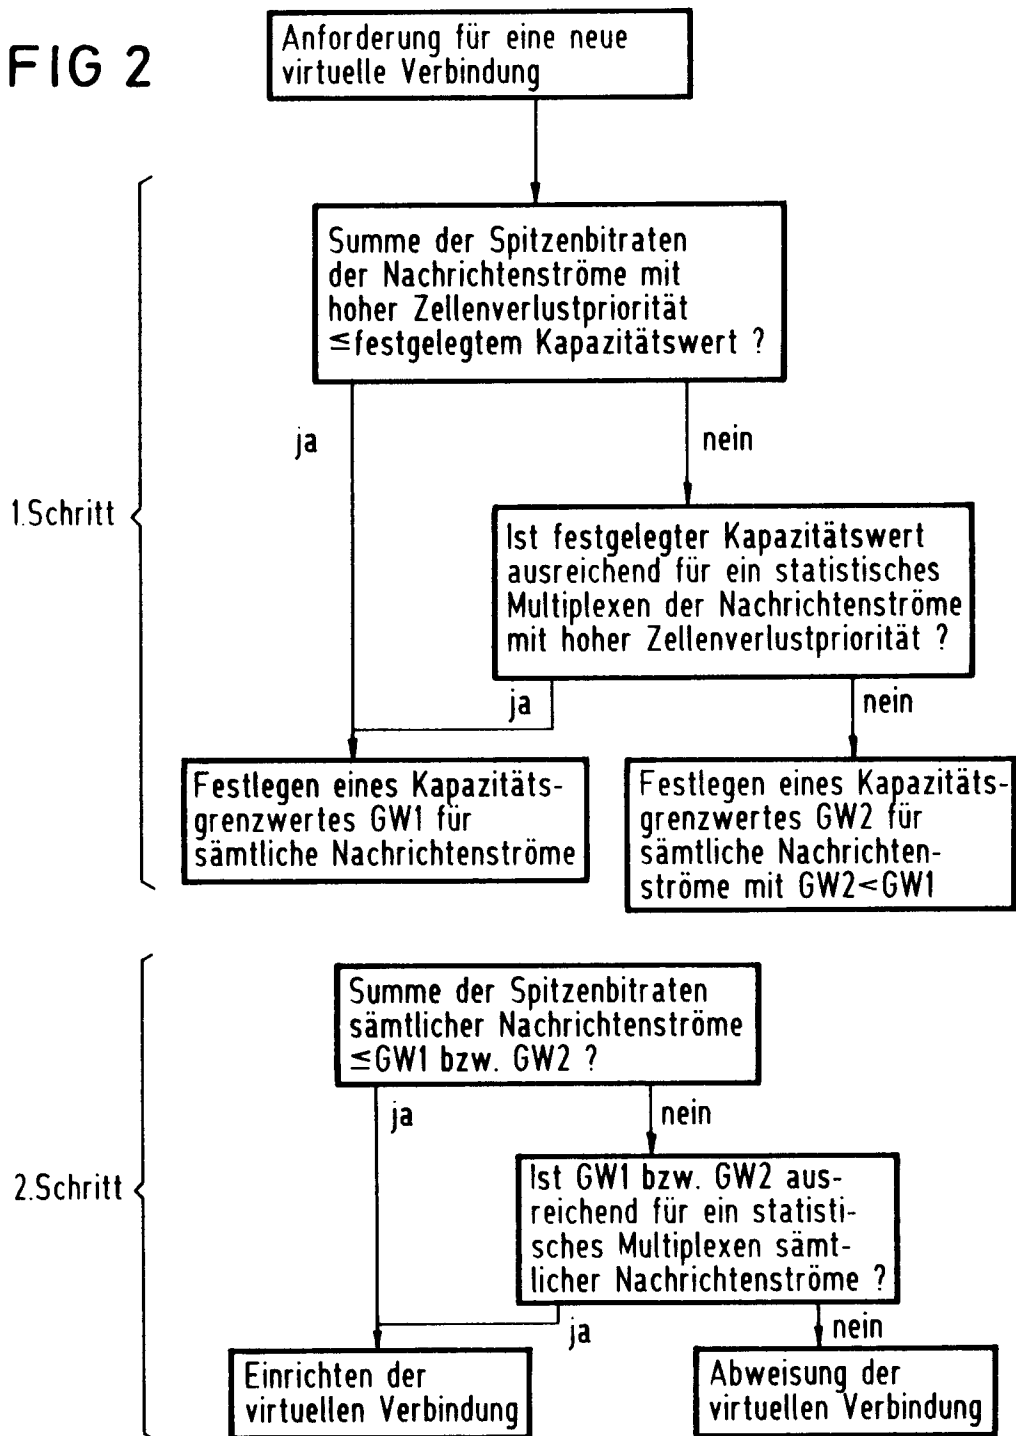 FIG 2
Anforderung für eine neue
virtuelle Verbindung
1.Schritt
Summe der Spitzenbitraten
der Nachrichtenströme mit
hoher Zellenverlustpriorität
≤festgelegtem Kapazitätswert ?
ja
nein
Ist festgelegter Kapazitätswert
ausreichend für ein statistisches
Multiplexen der Nachrichtenströme
mit hoher Zellenverlustpriorität ?
ja
nein
Festlegen eines Kapazitäts-
grenzwertes GW1 für
sämtliche Nachrichtenströme
Festlegen eines Kapazitäts-
grenzwertes GW2 für
sämtliche Nachrichten-
ströme mit GW2<GW1
2.Schritt
Summe der Spitzenbitraten
sämtlicher Nachrichtenströme
≤GW1 bzw. GW2 ?
ja
nein
Ist GW1 bzw. GW2 aus-
reichend für ein statisti-
sches Multiplexen sämt-
licher Nachrichtenströme ?
ja
nein
Einrichten der
virtuellen Verbindung
Abweisung der
virtuellen Verbindung